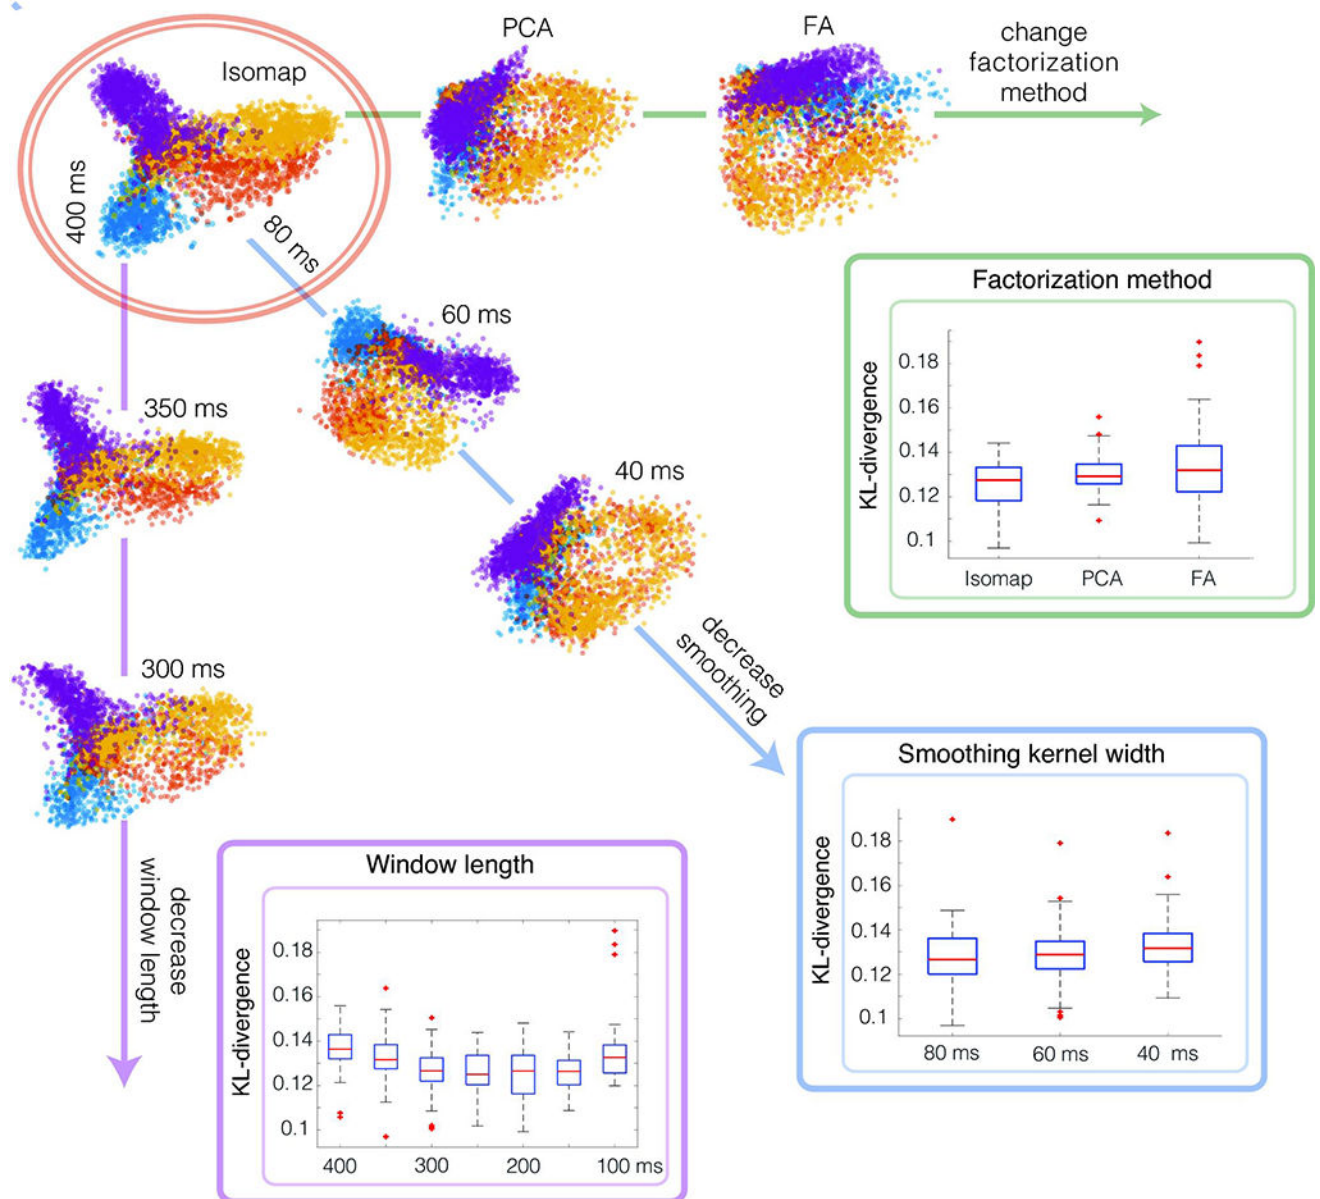 PCA
FA
change
factorization
method
Isomap
400 ms
80 ms
60 ms
350 ms
40 ms
300 ms
decrease
smoothing
decrease
window length
Factorization method
KL-divergence
0.18
0.16
0.14
0.12
0.1
Isomap PCA FA
Smoothing kernel width
KL-divergence
0.18
0.16
0.14
0.12
0.1
80 ms 60 ms 40 ms
Window length
KL-divergence
0.18
0.16
0.14
0.12
0.1
400 300 200 100 ms